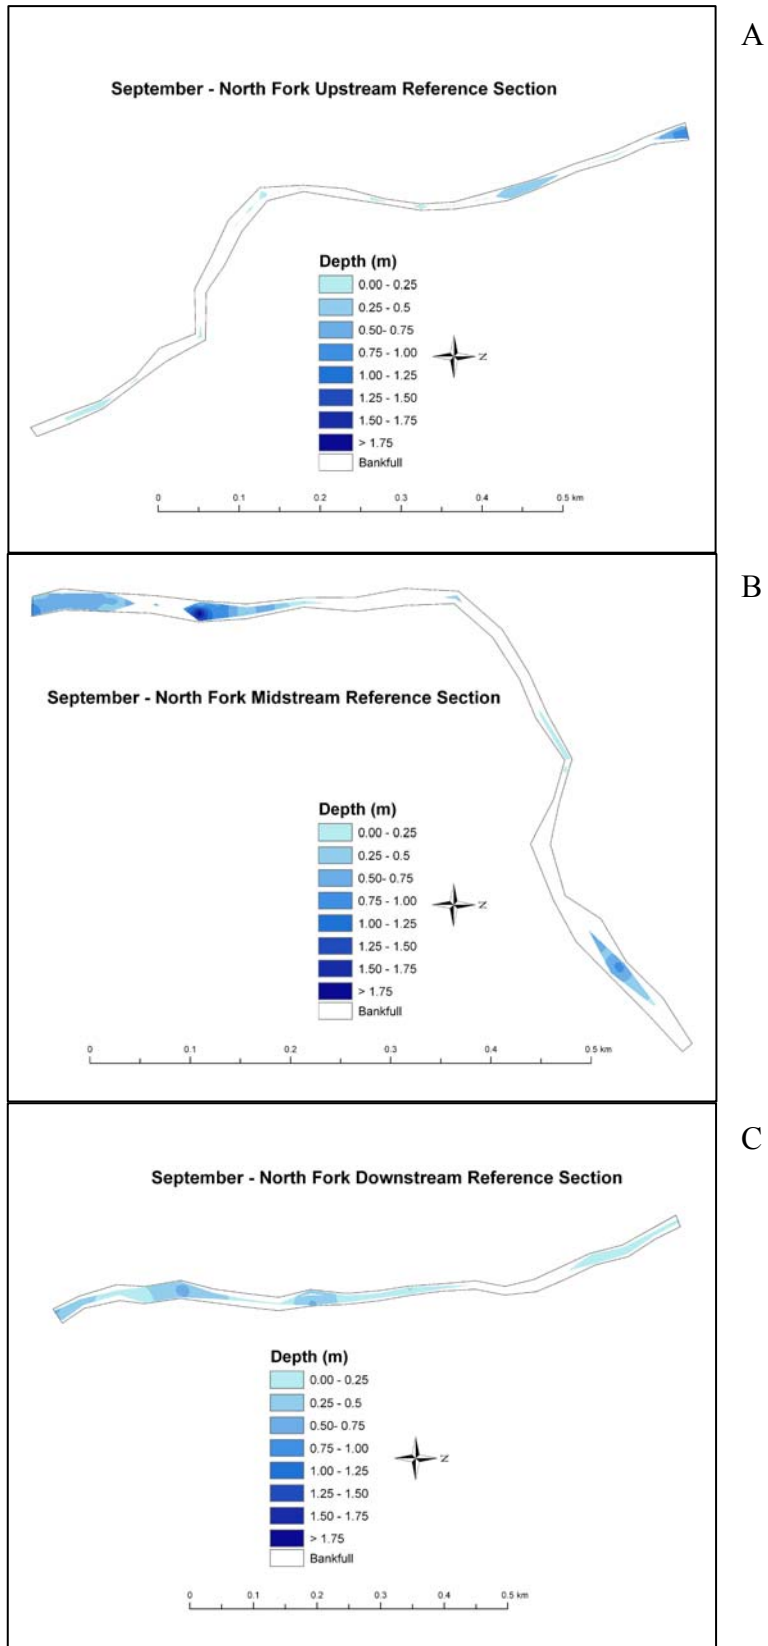 A
September - North Fork Upstream Reference Section
Depth (m)
0.00 - 0.25
0.25 - 0.5
0.50- 0.75
0.75 - 1.00
1.00 - 1.25
1.25 - 1.50
1.50 - 1.75
> 1.75
Bankfull
N
0 0.1 0.2 0.3 0.4 0.5 km
B
September - North Fork Midstream Reference Section
Depth (m)
0.00 - 0.25
0.25 - 0.5
0.50- 0.75
0.75 - 1.00
1.00 - 1.25
1.25 - 1.50
1.50 - 1.75
> 1.75
Bankfull
N
0 0.1 0.2 0.3 0.4 0.5 km
C
September - North Fork Downstream Reference Section
Depth (m)
0.00 - 0.25
0.25 - 0.5
0.50- 0.75
0.75 - 1.00
1.00 - 1.25
1.25 - 1.50
1.50 - 1.75
> 1.75
Bankfull
N
0 0.1 0.2 0.3 0.4 0.5 km